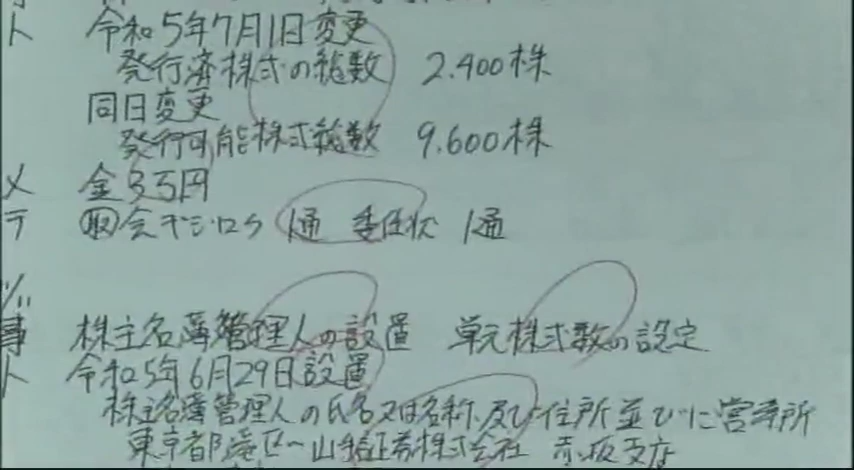 ト 令和5年7月1日変更
発行済株式の総数 2.400株
同日変更
発行可能株式総数 9.600株
メ 金3万円
テ 取会ギジロク 1通 委任状 1通
事 株主名簿管理人の設置 単元株式数の設定
ト 令和5年6月29日設置
株主名簿管理人の氏名又は名称及び住所並びに営業所
東京都港区〜山手証券株式会社 赤坂支店